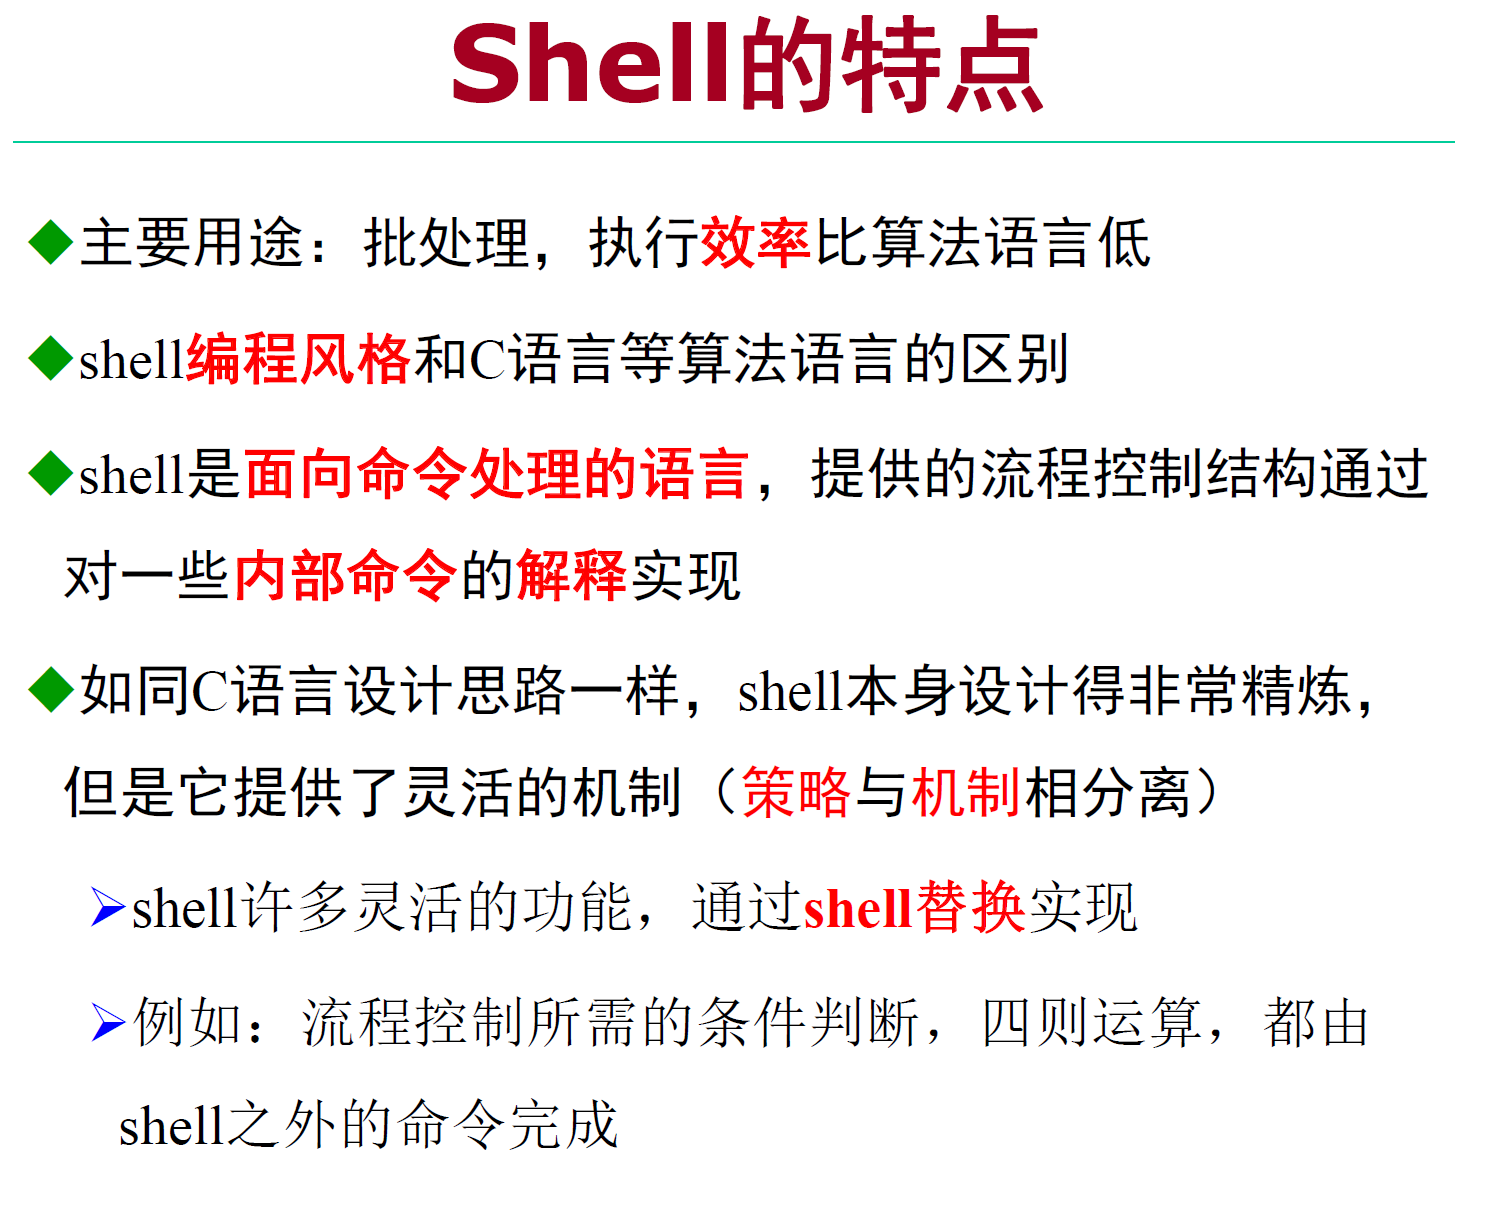 Shell的特点
主要用途：批处理，执行效率比算法语言低
shell编程风格和C语言等算法语言的区别
shell是面向命令处理的语言，提供的流程控制结构通过
对一些内部命令的解释实现
如同C语言设计思路一样，shell本身设计得非常精炼，
但是它提供了灵活的机制（策略与机制相分离）
shell许多灵活的功能，通过shell替换实现
例如：流程控制所需的条件判断，四则运算，都由
shell之外的命令完成